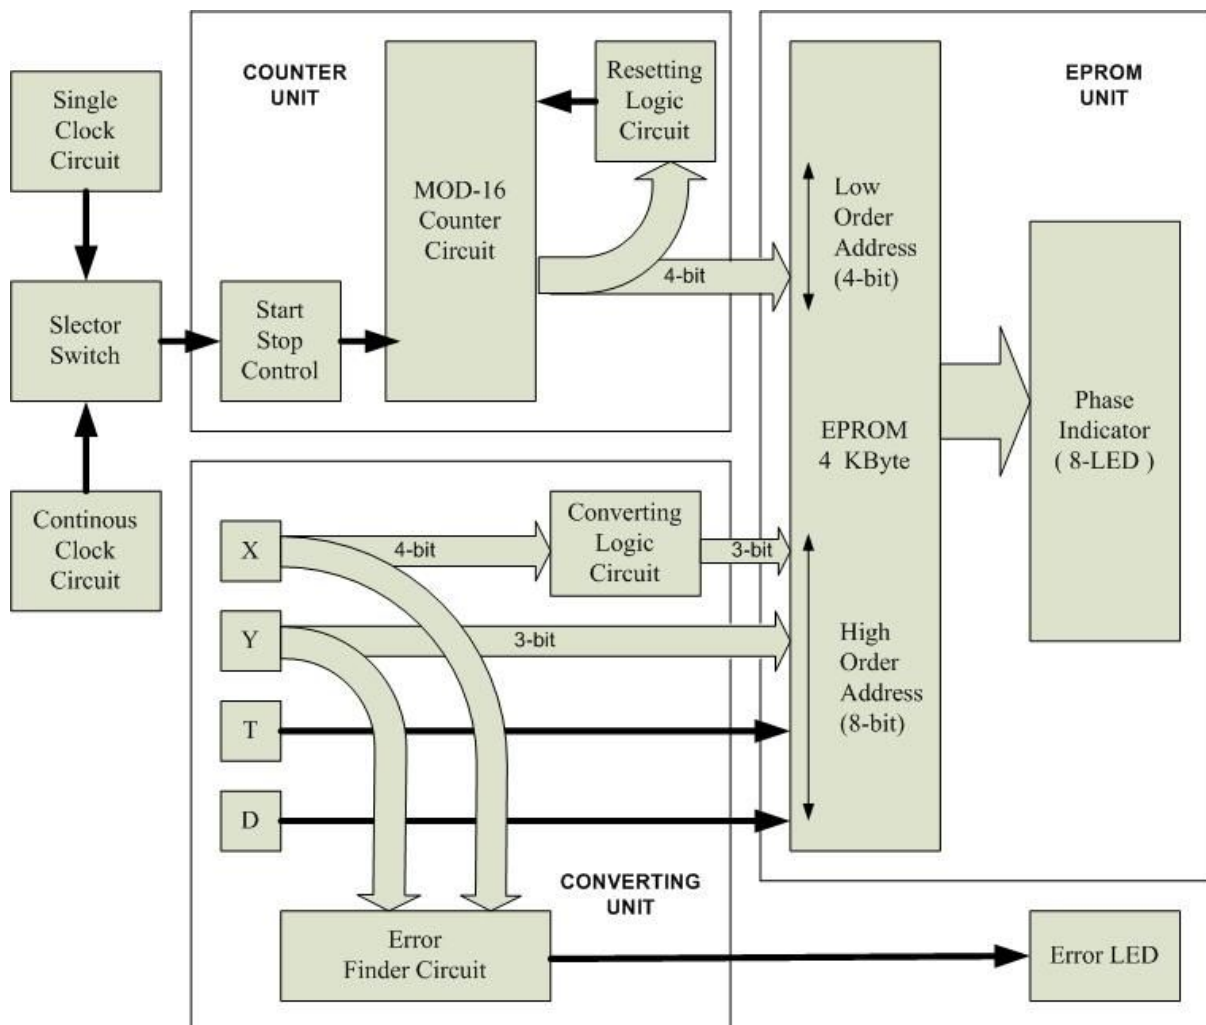 COUNTER
UNIT
EPROM
UNIT
Single
Clock
Circuit
Slector
Switch
Continous
Clock
Circuit
Start
Stop
Control
MOD-16
Counter
Circuit
Resetting
Logic
Circuit
4-bit
Low
Order
Address
(4-bit)
EPROM
4 KByte
High
Order
Address
(8-bit)
Phase
Indicator
( 8-LED )
X
4-bit
Converting
Logic
Circuit
3-bit
Y
3-bit
T
D
CONVERTING
UNIT
Error
Finder Circuit
Error LED